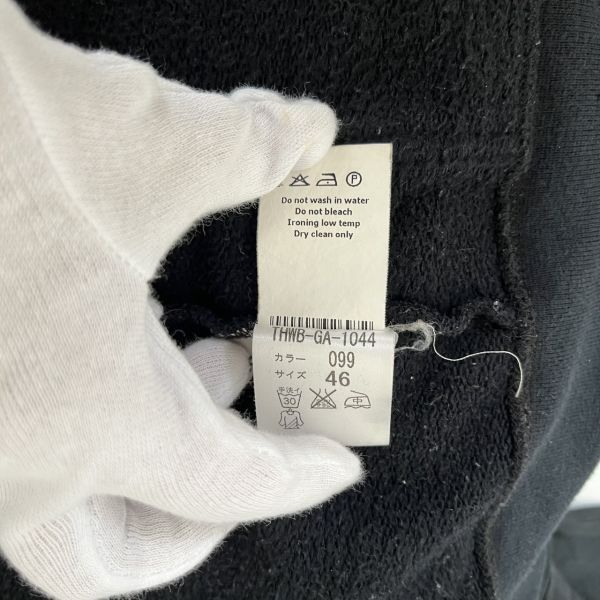 P
Do not wash in water
Do not bleach
Ironing low temp
Dry clean only
THWB-GA-1044
カラー 099
サイズ 46
手洗イ
30 中